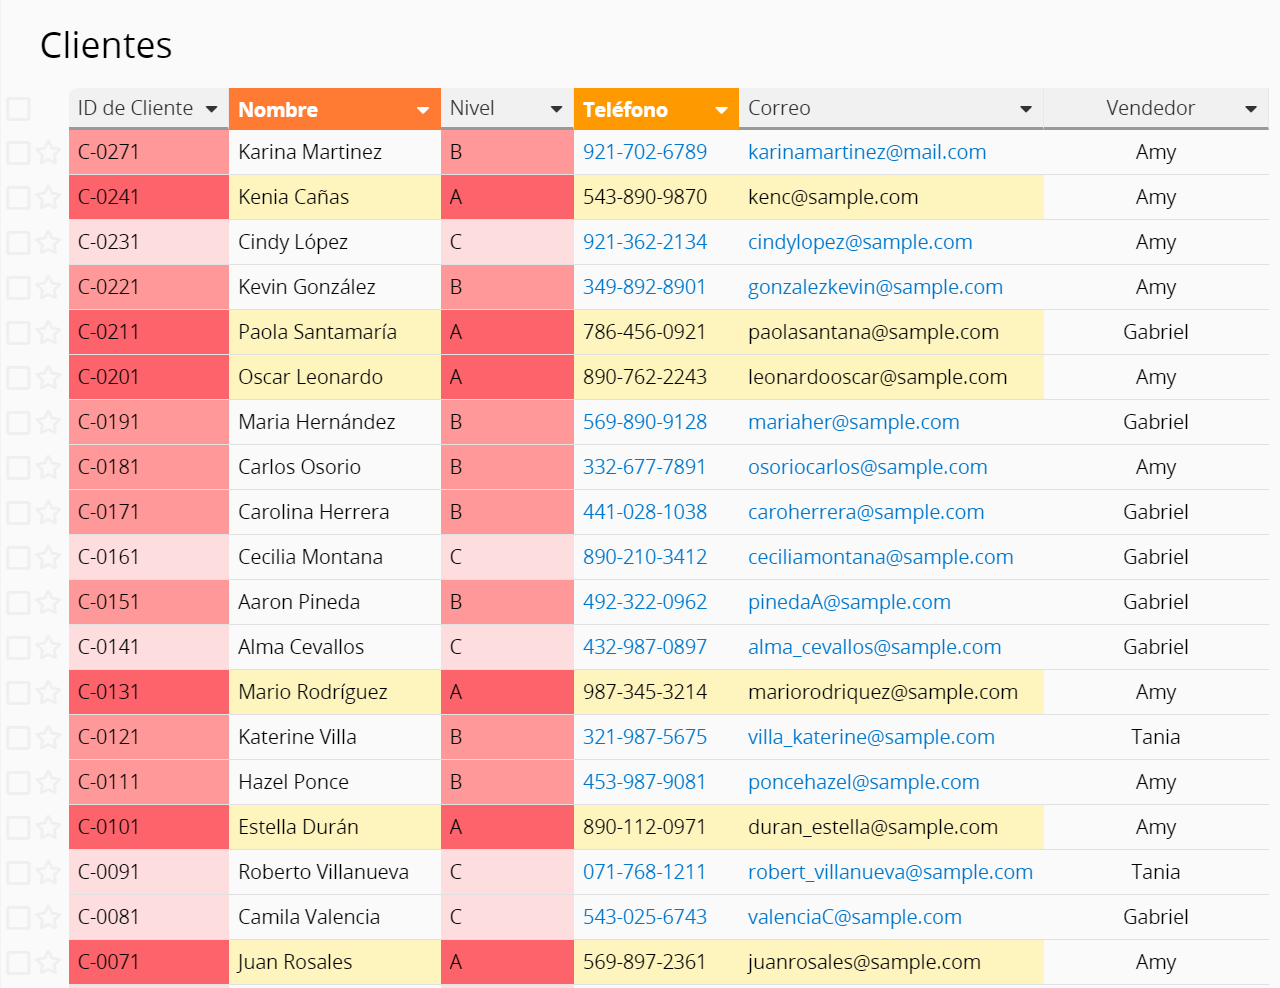 Clientes
ID de Cliente Nombre Nivel Teléfono Correo Vendedor
C-0271 Karina Martinez B 921-702-6789 karinamartinez@mail.com Amy
C-0241 Kenia Cañas A 543-890-9870 kenc@sample.com Amy
C-0231 Cindy López C 921-362-2134 cindylopez@sample.com Amy
C-0221 Kevin González B 349-892-8901 gonzalezkevin@sample.com Amy
C-0211 Paola Santamaría A 786-456-0921 paolasantana@sample.com Gabriel
C-0201 Oscar Leonardo A 890-762-2243 leonardooscar@sample.com Amy
C-0191 Maria Hernández B 569-890-9128 mariaher@sample.com Gabriel
C-0181 Carlos Osorio B 332-677-7891 osoriocarlos@sample.com Amy
C-0171 Carolina Herrera B 441-028-1038 caroherrera@sample.com Gabriel
C-0161 Cecilia Montana C 890-210-3412 ceciliamontana@sample.com Gabriel
C-0151 Aaron Pineda B 492-322-0962 pinedaA@sample.com Gabriel
C-0141 Alma Cevallos C 432-987-0897 alma_cevallos@sample.com Gabriel
C-0131 Mario Rodríguez A 987-345-3214 mariorodriquez@sample.com Amy
C-0121 Katerine Villa B 321-987-5675 villa_katerine@sample.com Tania
C-0111 Hazel Ponce B 453-987-9081 poncehazel@sample.com Amy
C-0101 Estella Durán A 890-112-0971 duran_estella@sample.com Amy
C-0091 Roberto Villanueva C 071-768-1211 robert_villanueva@sample.com Tania
C-0081 Camila Valencia C 543-025-6743 valenciaC@sample.com Gabriel
C-0071 Juan Rosales A 569-897-2361 juanrosales@sample.com Amy